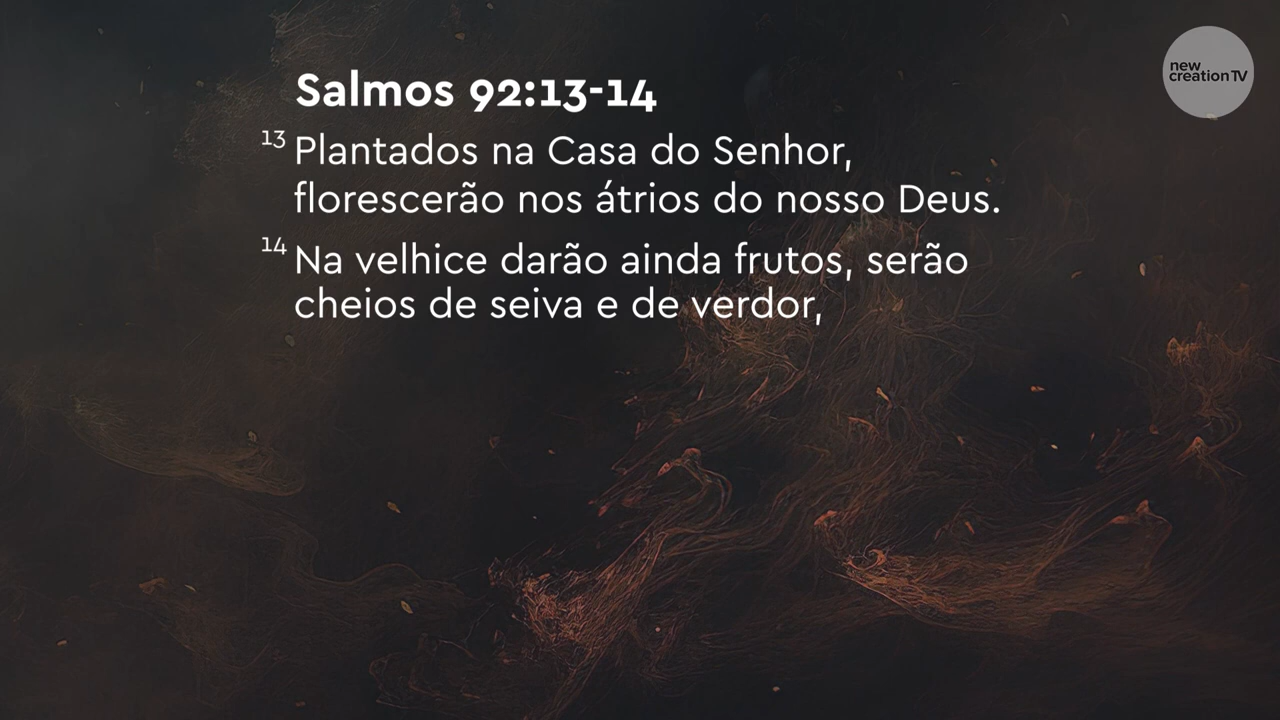 Salmos 92:13-14
13 Plantados na Casa do Senhor,
florescerão nos átrios do nosso Deus.
14 Na velhice darão ainda frutos, serão
cheios de seiva e de verdor,
new
creation TV